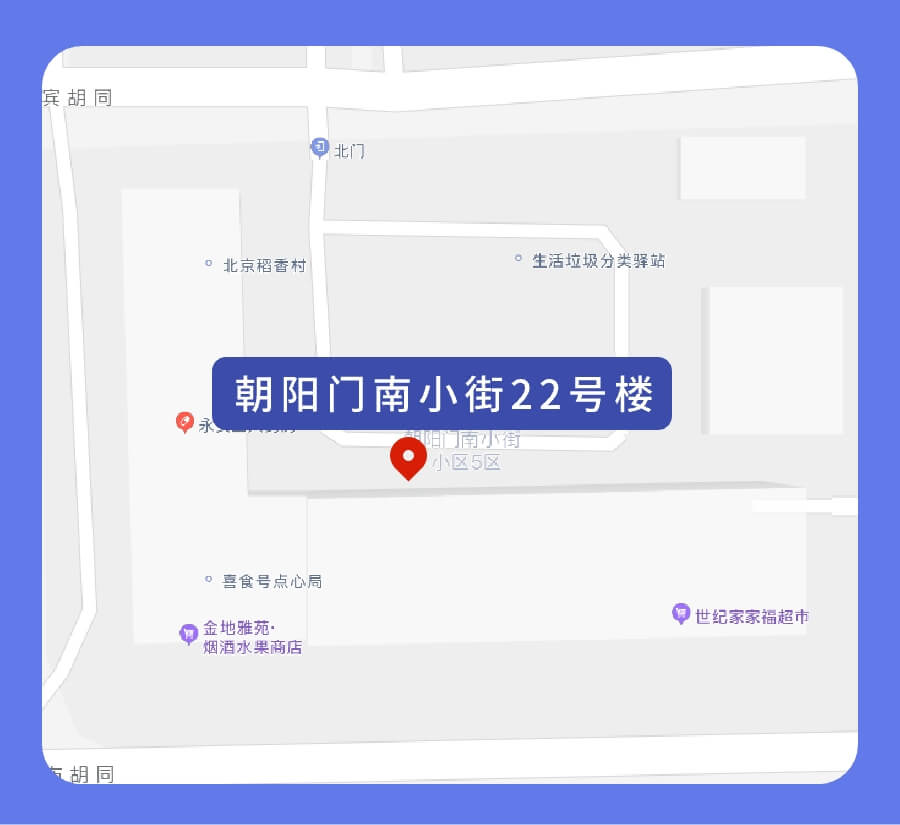 宾胡同
北门
北京稻香村
生活垃圾分类驿站
朝阳门南小街22号楼
朝阳门南小街
小区5区
喜食号点心局
金地雅苑·
烟酒水果商店
世纪家家福超市
胡同